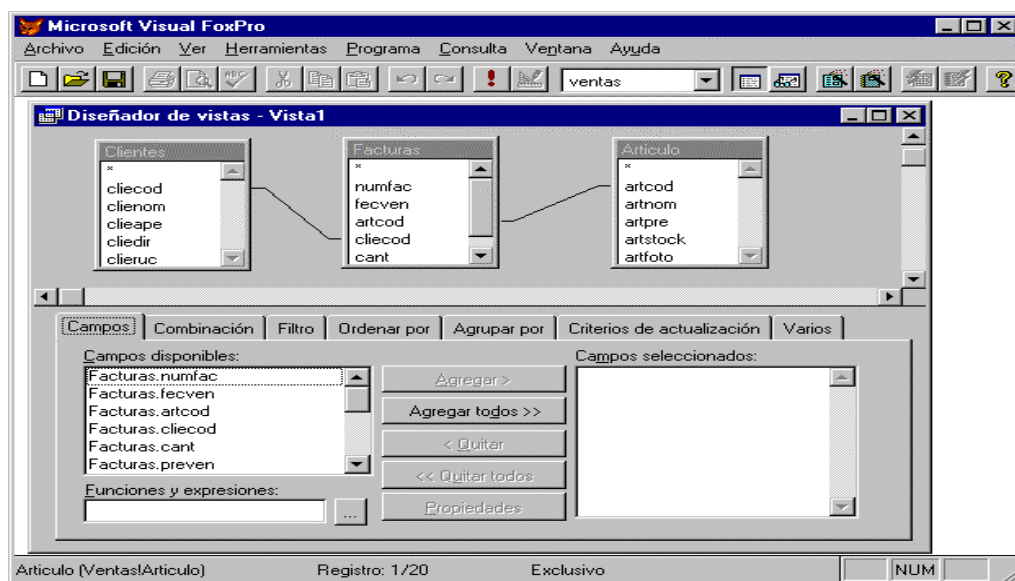 Microsoft Visual FoxPro
Archivo Edición Ver Herramientas Programa Consulta Ventana Ayuda
ventas
Diseñador de vistas - Vista1
Clientes
*
cliecod
clienom
clieape
cliedir
clieruc
Facturas
*
numfac
fecven
artcod
cliecod
cant
Articulo
*
artcod
artnom
artpre
artstock
artfoto
Campos Combinación Filtro Ordenar por Agrupar por Criterios de actualización Varios
Campos disponibles:
Facturas.numfac
Facturas.fecven
Facturas.artcod
Facturas.cliecod
Facturas.cant
Facturas.preven
Funciones y expresiones:
...
Agregar >
Agregar todos >>
< Quitar
<< Quitar todos
Propiedades
Campos seleccionados:
Articulo (Ventas!Articulo) Registro: 1/20 Exclusivo NUM